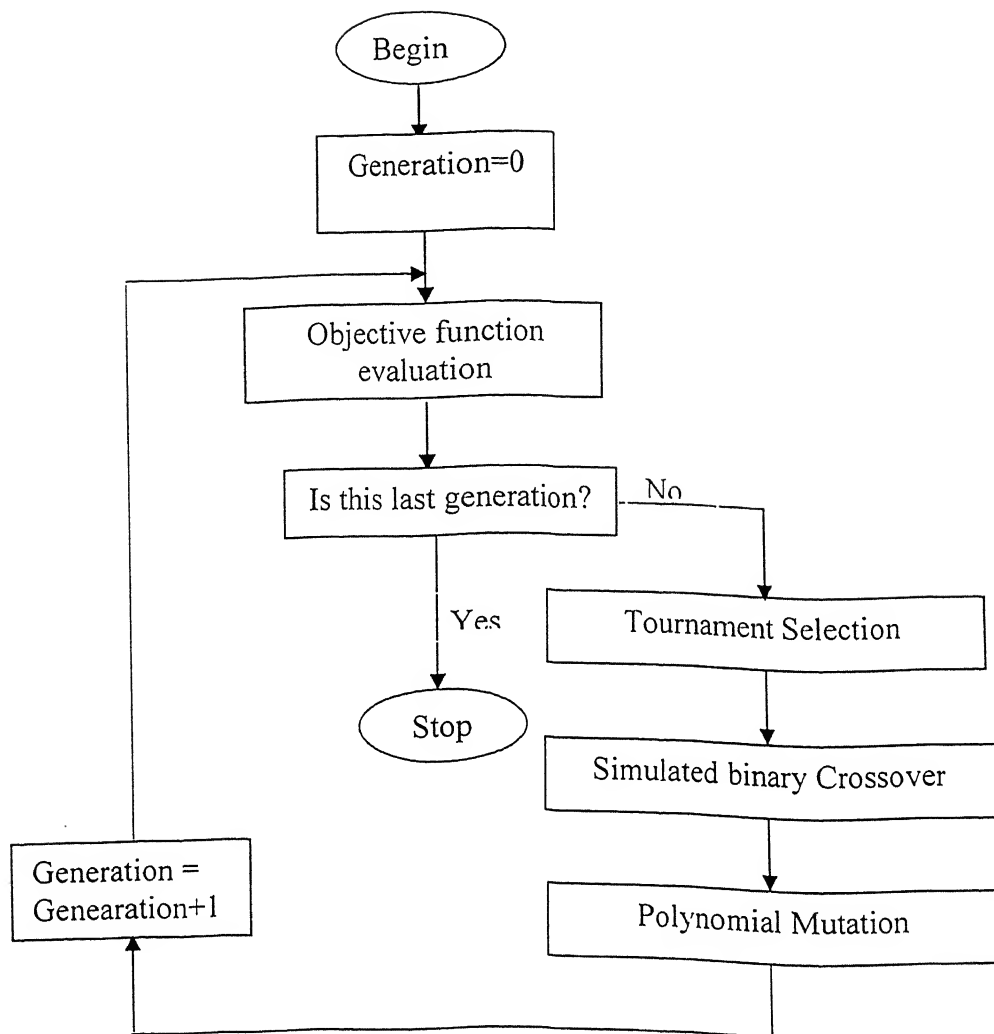 Begin
Generation=0
Objective function
evaluation
Is this last generation?
No
Yes
Tournament Selection
Stop
Simulated binary Crossover
Generation =
Genearation+1
Polynomial Mutation